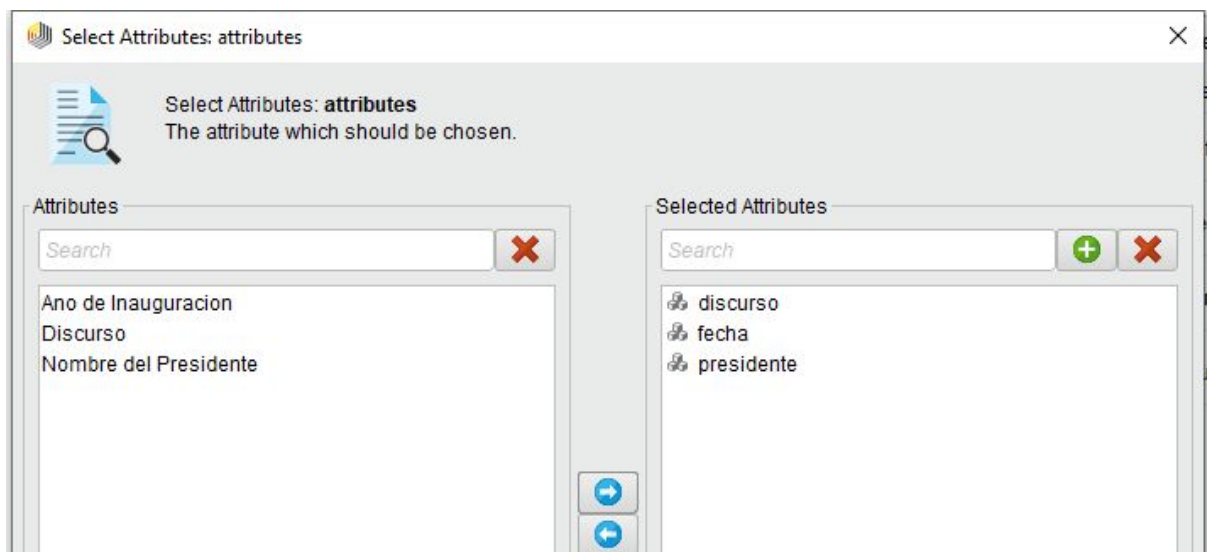 Select Attributes: attributes
Select Attributes: attributes
The attribute which should be chosen.
Attributes
Search
Ano de Inauguracion
Discurso
Nombre del Presidente
Selected Attributes
Search
discurso
fecha
presidente